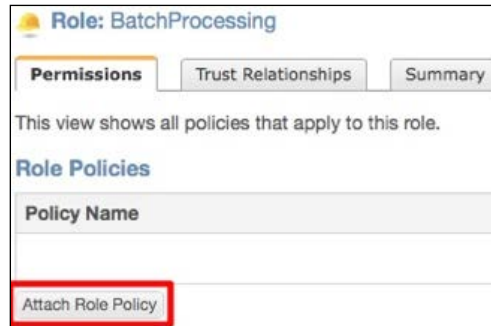 Role: BatchProcessing
Permissions Trust Relationships Summary
This view shows all policies that apply to this role.
Role Policies
Policy Name
Attach Role Policy